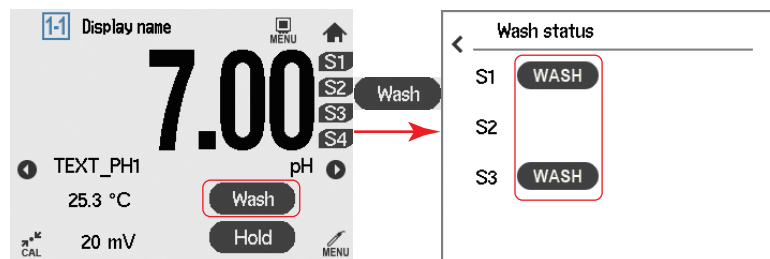 1-1 Display name
MENU
7.00
S1
S2
S3
S4
TEXT_PH1
pH
25.3 °C
Wash
20 mV
Hold
CAL
MENU
Wash
Wash status
S1 WASH
S2
S3 WASH